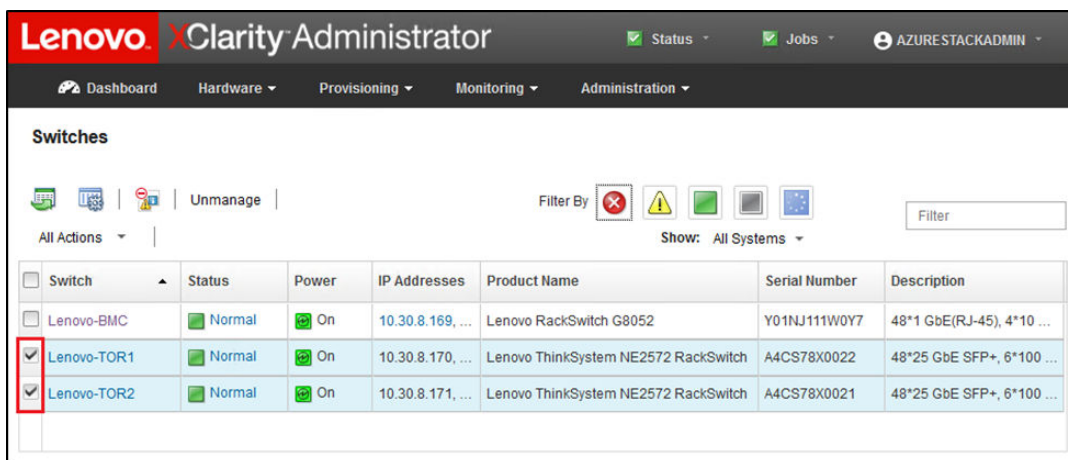 Lenovo. XClarity Administrator Status Jobs AZURESTACKADMIN
Dashboard Hardware Provisioning Monitoring Administration
Switches
Unmanage Filter By Filter
All Actions Show: All Systems
Switch Status Power IP Addresses Product Name Serial Number Description
Lenovo-BMC Normal On 10.30.8.169, ... Lenovo RackSwitch G8052 Y01NJ111W0Y7 48*1 GbE(RJ-45), 4*10 ...
Lenovo-TOR1 Normal On 10.30.8.170, ... Lenovo ThinkSystem NE2572 RackSwitch A4CS78X0022 48*25 GbE SFP+, 6*100 ...
Lenovo-TOR2 Normal On 10.30.8.171, ... Lenovo ThinkSystem NE2572 RackSwitch A4CS78X0021 48*25 GbE SFP+, 6*100 ...